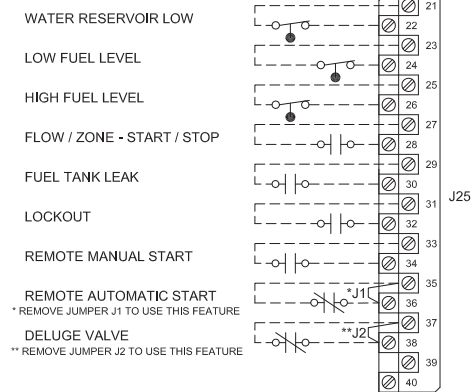 21
WATER RESERVOIR LOW
22
23
LOW FUEL LEVEL
24
25
HIGH FUEL LEVEL
26
27
FLOW / ZONE - START / STOP
28
29
FUEL TANK LEAK
30
31
J25
LOCKOUT
32
33
REMOTE MANUAL START
34
35
REMOTE AUTOMATIC START
*J1
36
* REMOVE JUMPER J1 TO USE THIS FEATURE
37
DELUGE VALVE
**J2
38
** REMOVE JUMPER J2 TO USE THIS FEATURE
39
40